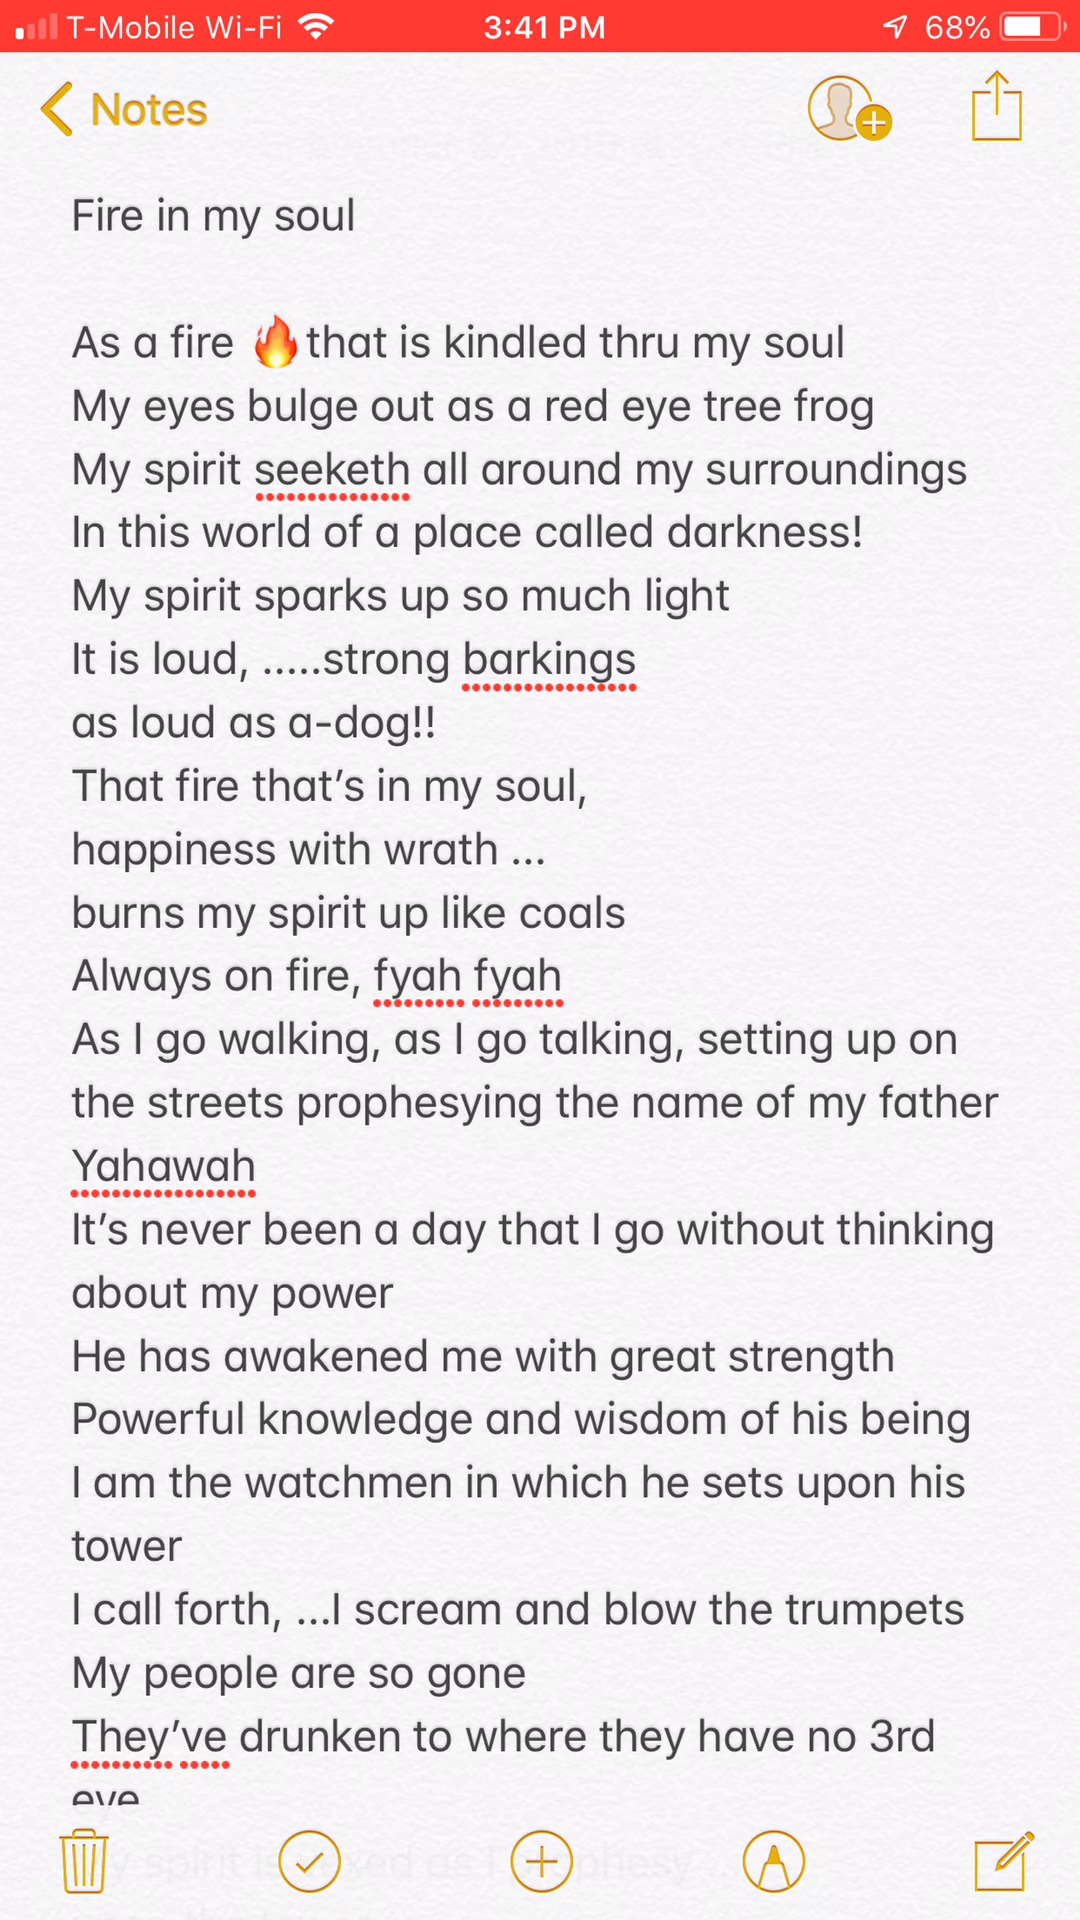 T-Mobile Wi-Fi 3:41 PM 68%
Notes
Fire in my soul
As a fire 🔥that is kindled thru my soul
My eyes bulge out as a red eye tree frog
My spirit seeketh all around my surroundings
In this world of a place called darkness!
My spirit sparks up so much light
It is loud, .....strong barkings
as loud as a-dog!!
That fire that’s in my soul,
happiness with wrath ...
burns my spirit up like coals
Always on fire, fyah fyah
As I go walking, as I go talking, setting up on
the streets prophesying the name of my father
Yahawah
It’s never been a day that I go without thinking
about my power
He has awakened me with great strength
Powerful knowledge and wisdom of his being
I am the watchmen in which he sets upon his
tower
I call forth, ...I scream and blow the trumpets
My people are so gone
They’ve drunken to where they have no 3rd
eye